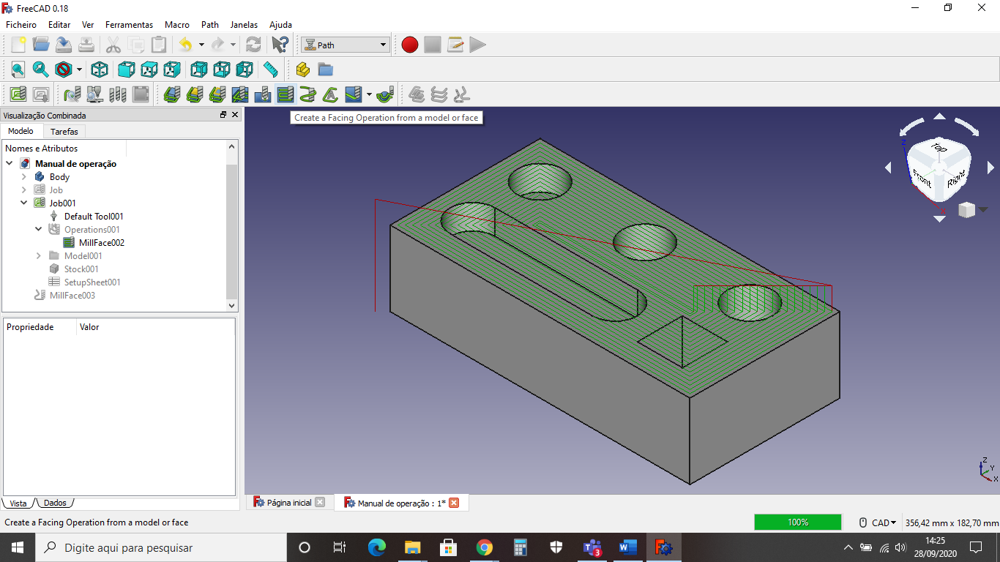 FreeCAD 0.18
Ficheiro Editar Ver Ferramentas Macro Path Janelas Ajuda
Path
Create a Facing Operation from a model or face
Visualização Combinada
Modelo Tarefas
Nomes e Atributos
Manual de operação
Body
Job
Job001
Default Tool001
Operations001
MillFace002
Model001
Stock001
SetupSheet001
MillFace003
Propriedade Valor
Vista Dados
Top
Front
Right
Z
X
Z
Y
X
Página inicial
Manual de operação : 1*
Create a Facing Operation from a model or face
100%
CAD
356,42 mm x 182,70 mm
Digite aqui para pesquisar
3
14:25
28/09/2020